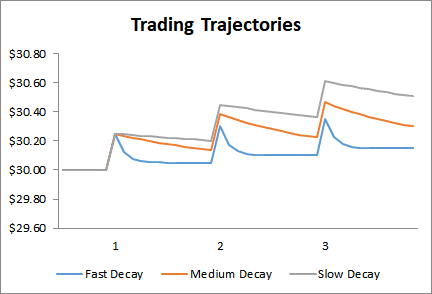 Trading Trajectories
$30.80
$30.60
$30.40
$30.20
$30.00
$29.80
$29.60
1 2 3
Fast Decay Medium Decay Slow Decay